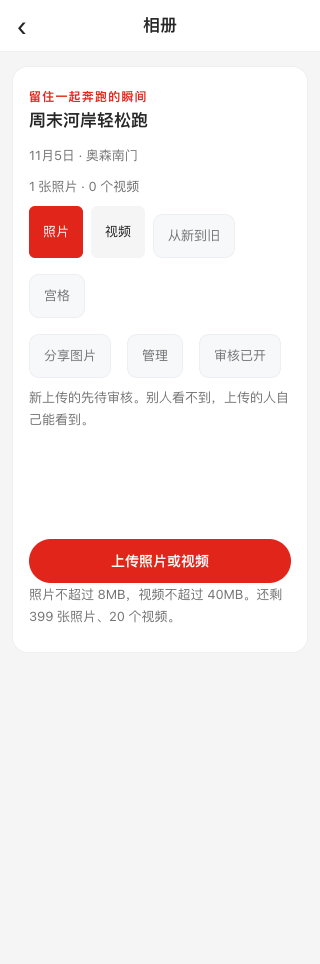 ‹ 相册
留住一起奔跑的瞬间
周末河岸轻松跑
11月5日 · 奥森南门
1 张照片 · 0 个视频
照片 视频 从新到旧
宫格
分享图片 管理 审核已开
新上传的先待审核。别人看不到，上传的人自
己能看到。
上传照片或视频
照片不超过 8MB，视频不超过 40MB。还剩
399 张照片、20 个视频。